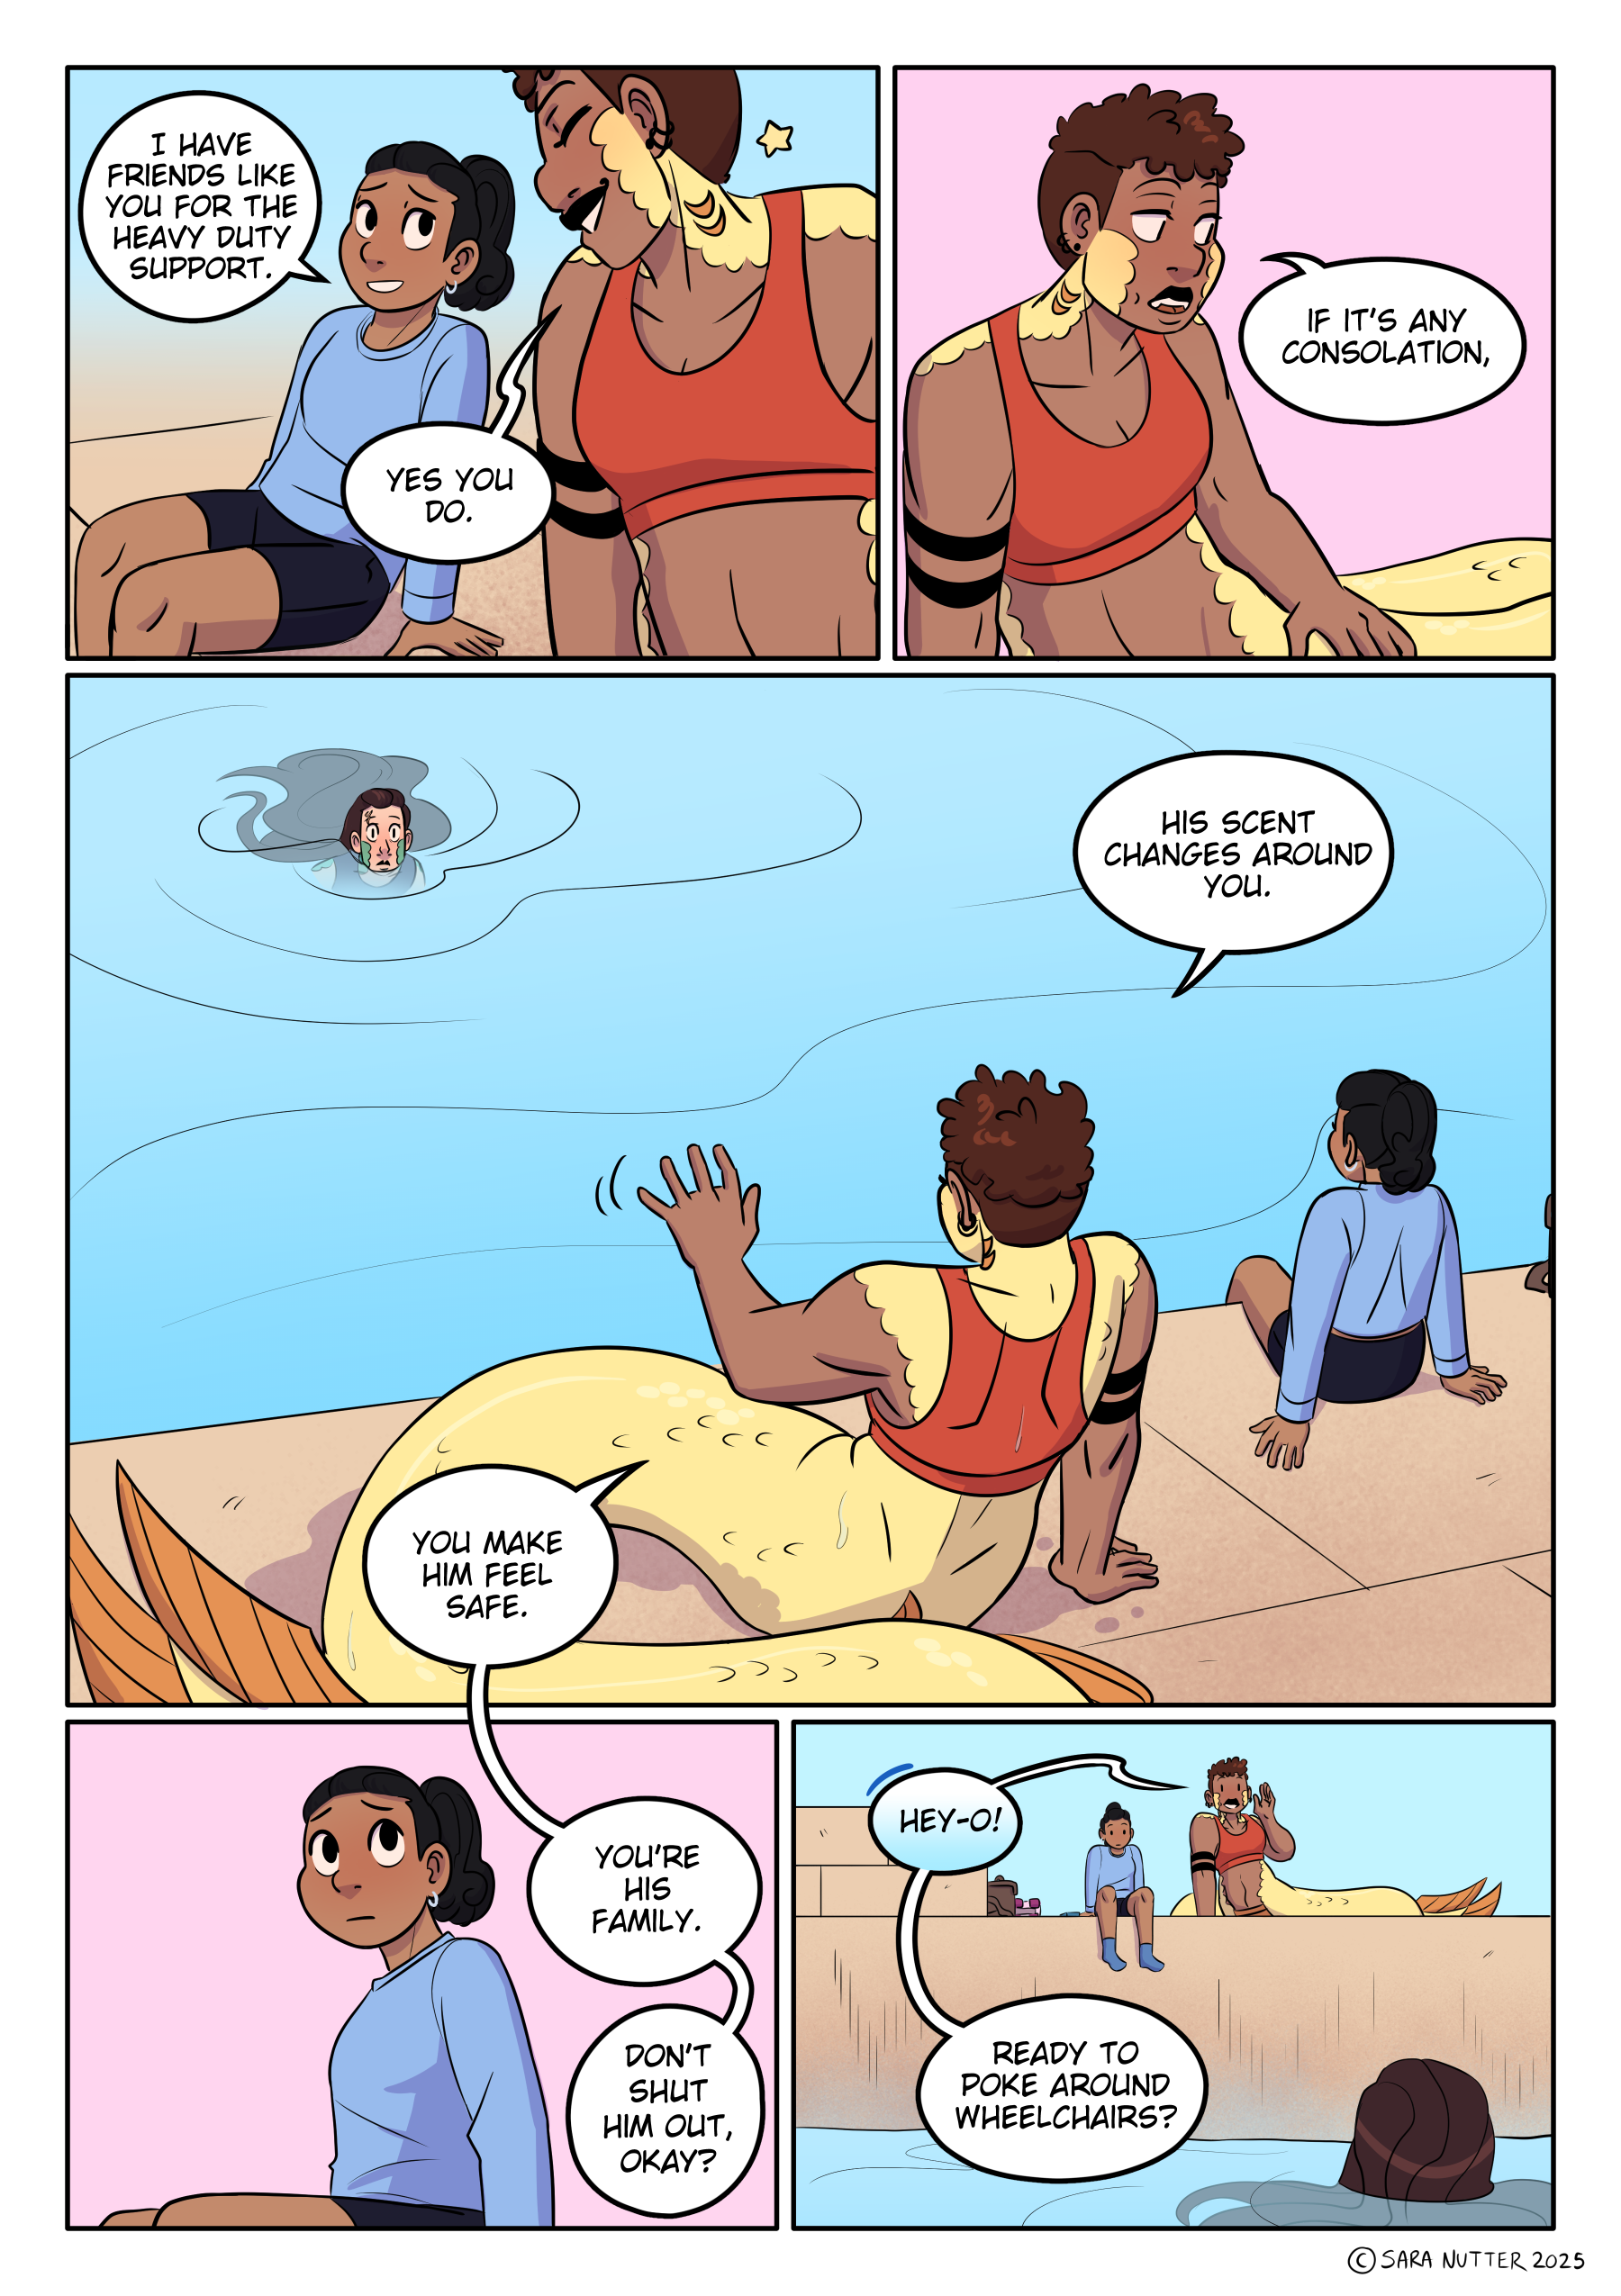 I HAVE
FRIENDS LIKE
YOU FOR THE
HEAVY DUTY
SUPPORT.
YES YOU
DO.
IF IT'S ANY
CONSOLATION,
HIS SCENT
CHANGES AROUND
YOU.
YOU MAKE
HIM FEEL
SAFE.
YOU'RE
HIS
FAMILY.
DON'T
SHUT
HIM OUT,
OKAY?
HEY-O!
READY TO
POKE AROUND
WHEELCHAIRS?
© SARA NUTTER 2025